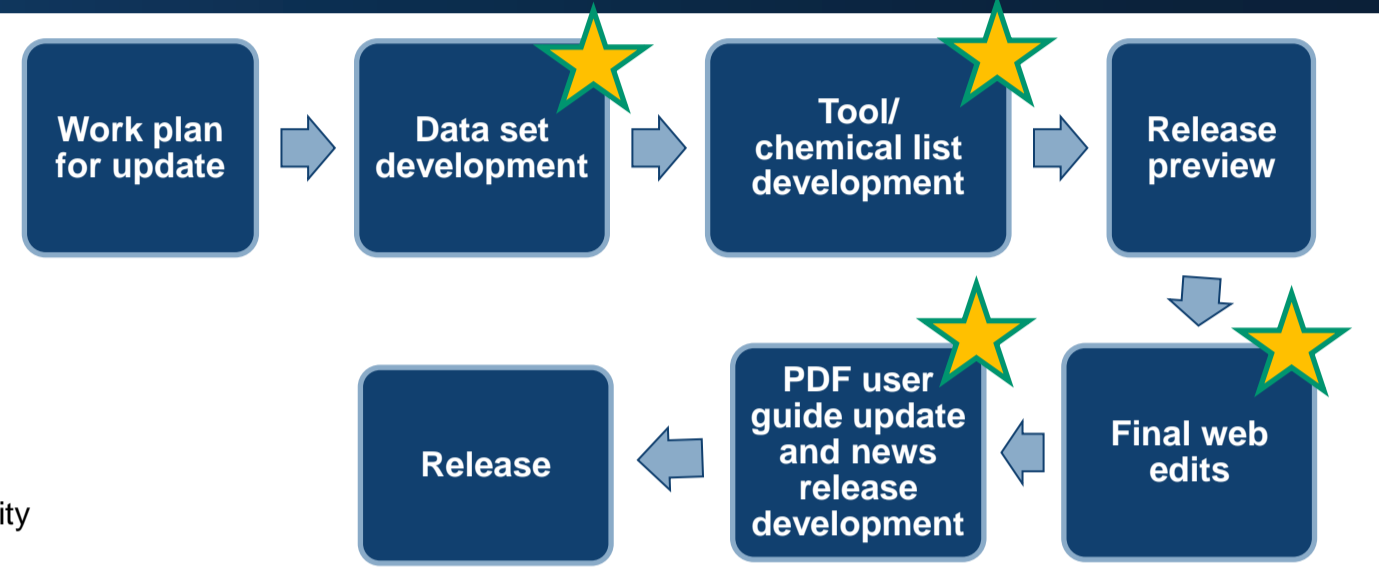 Work plan
for update
Data set
development
Tool/
chemical list
development
Release
preview
Final web
edits
PDF user
guide update
and news
release
development
Release
ity